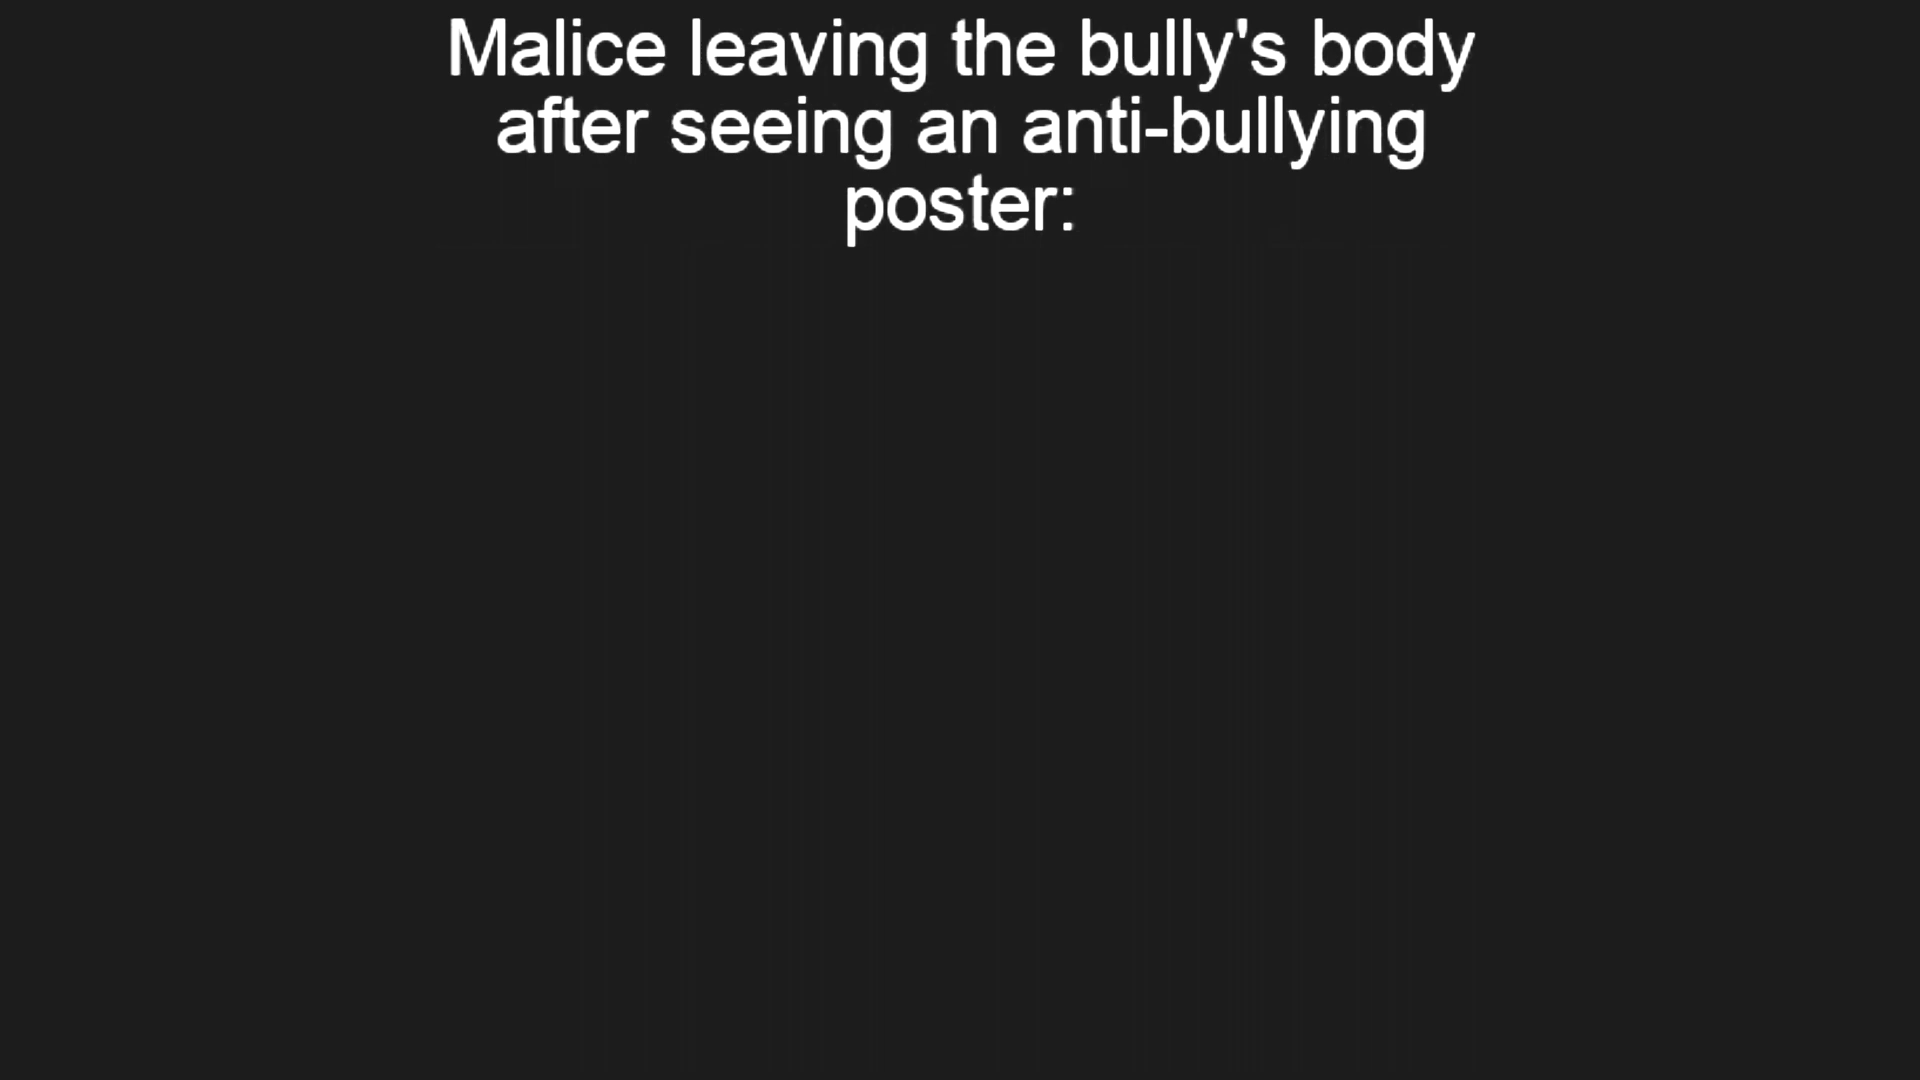 Malice leaving the bully's body
after seeing an anti-bullying
poster: